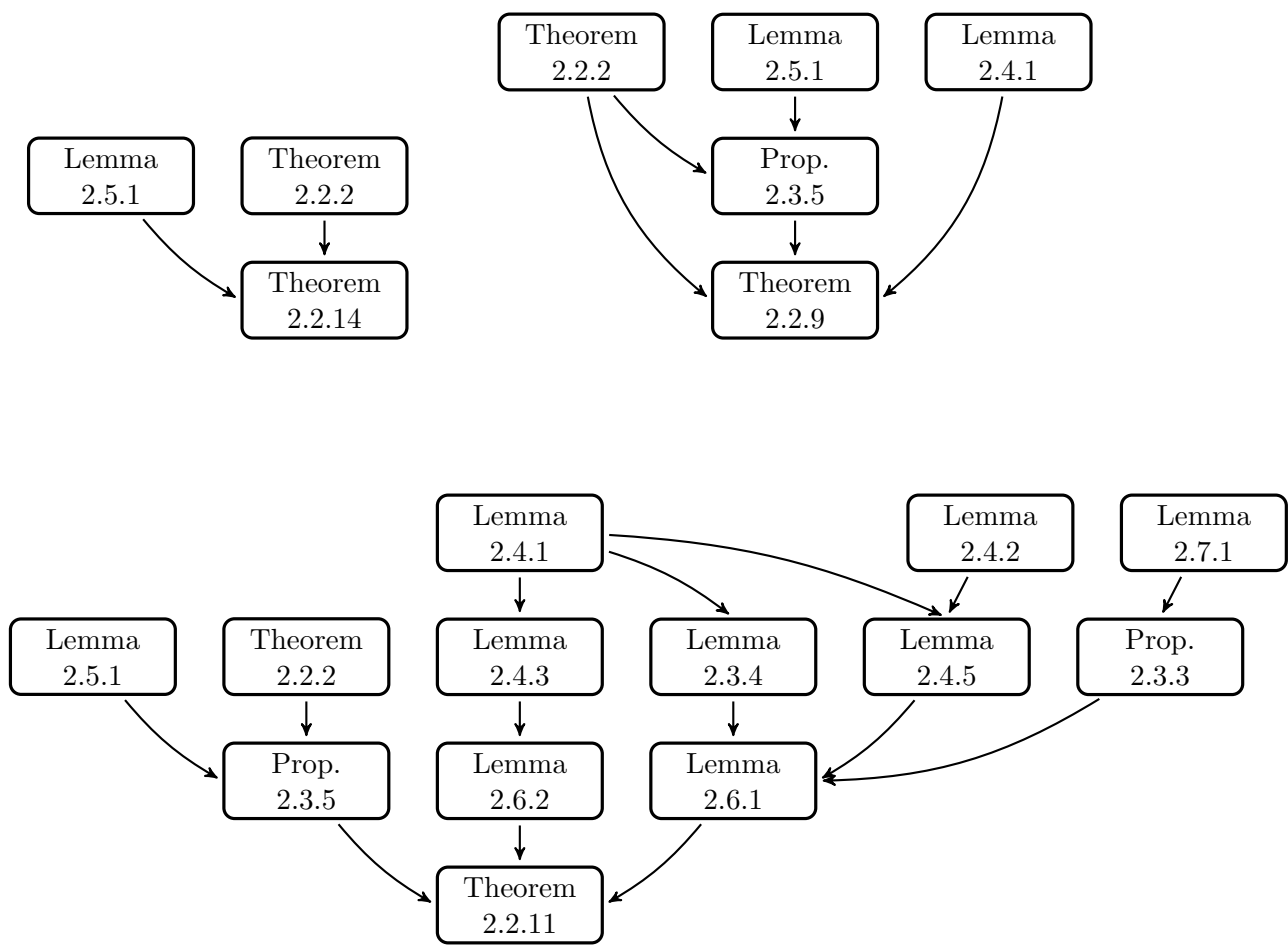 Theorem
2.2.2
Lemma
2.5.1
Lemma
2.4.1
Lemma
2.5.1
Theorem
2.2.2
Prop.
2.3.5
Theorem
2.2.14
Theorem
2.2.9
Lemma
2.4.1
Lemma
2.4.2
Lemma
2.7.1
Lemma
2.5.1
Theorem
2.2.2
Lemma
2.4.3
Lemma
2.3.4
Lemma
2.4.5
Prop.
2.3.3
Prop.
2.3.5
Lemma
2.6.2
Lemma
2.6.1
Theorem
2.2.11